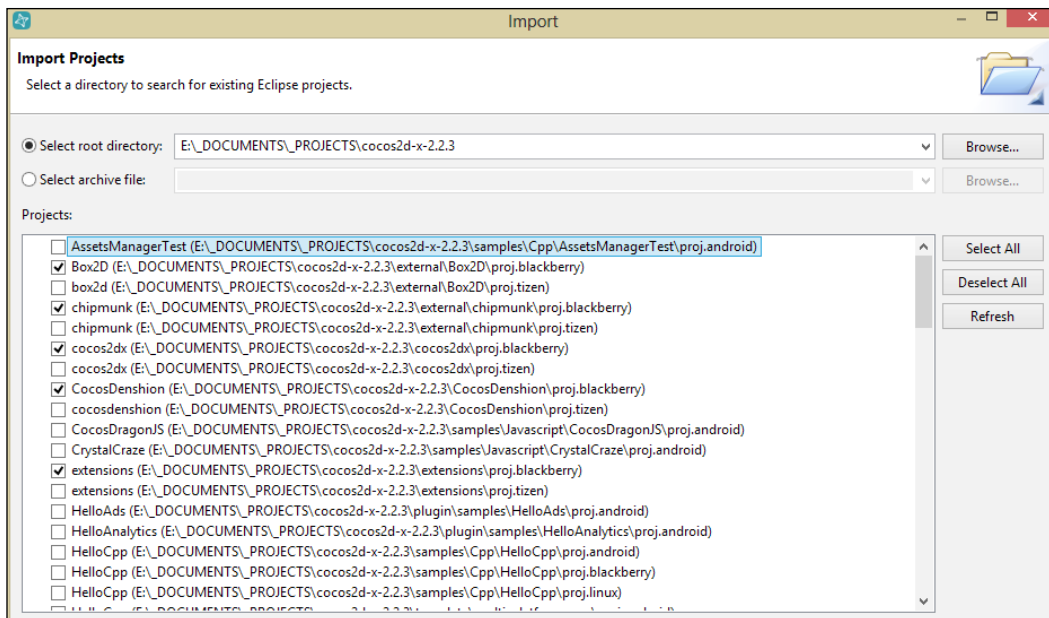 Import
Import Projects
Select a directory to search for existing Eclipse projects.
Select root directory: E:\_DOCUMENTS\_PROJECTS\cocos2d-x-2.2.3 Browse...
Select archive file: Browse...
Projects:
AssetsManagerTest (E:\_DOCUMENTS\_PROJECTS\cocos2d-x-2.2.3\samples\Cpp\AssetsManagerTest\proj.android) Select All
Box2D (E:\_DOCUMENTS\_PROJECTS\cocos2d-x-2.2.3\external\Box2D\proj.blackberry)
box2d (E:\_DOCUMENTS\_PROJECTS\cocos2d-x-2.2.3\external\Box2D\proj.tizen) Deselect All
chipmunk (E:\_DOCUMENTS\_PROJECTS\cocos2d-x-2.2.3\external\chipmunk\proj.blackberry) Refresh
chipmunk (E:\_DOCUMENTS\_PROJECTS\cocos2d-x-2.2.3\external\chipmunk\proj.tizen)
cocos2dx (E:\_DOCUMENTS\_PROJECTS\cocos2d-x-2.2.3\cocos2dx\proj.blackberry)
cocos2dx (E:\_DOCUMENTS\_PROJECTS\cocos2d-x-2.2.3\cocos2dx\proj.tizen)
CocosDenshion (E:\_DOCUMENTS\_PROJECTS\cocos2d-x-2.2.3\CocosDenshion\proj.blackberry)
cocosdenshion (E:\_DOCUMENTS\_PROJECTS\cocos2d-x-2.2.3\CocosDenshion\proj.tizen)
CocosDragonJS (E:\_DOCUMENTS\_PROJECTS\cocos2d-x-2.2.3\samples\Javascript\CocosDragonJS\proj.android)
CrystalCraze (E:\_DOCUMENTS\_PROJECTS\cocos2d-x-2.2.3\samples\Javascript\CrystalCraze\proj.android)
extensions (E:\_DOCUMENTS\_PROJECTS\cocos2d-x-2.2.3\extensions\proj.blackberry)
extensions (E:\_DOCUMENTS\_PROJECTS\cocos2d-x-2.2.3\extensions\proj.tizen)
HelloAds (E:\_DOCUMENTS\_PROJECTS\cocos2d-x-2.2.3\plugin\samples\HelloAds\proj.android)
HelloAnalytics (E:\_DOCUMENTS\_PROJECTS\cocos2d-x-2.2.3\plugin\samples\HelloAnalytics\proj.android)
HelloCpp (E:\_DOCUMENTS\_PROJECTS\cocos2d-x-2.2.3\samples\Cpp\HelloCpp\proj.android)
HelloCpp (E:\_DOCUMENTS\_PROJECTS\cocos2d-x-2.2.3\samples\Cpp\HelloCpp\proj.blackberry)
HelloCpp (E:\_DOCUMENTS\_PROJECTS\cocos2d-x-2.2.3\samples\Cpp\HelloCpp\proj.linux)